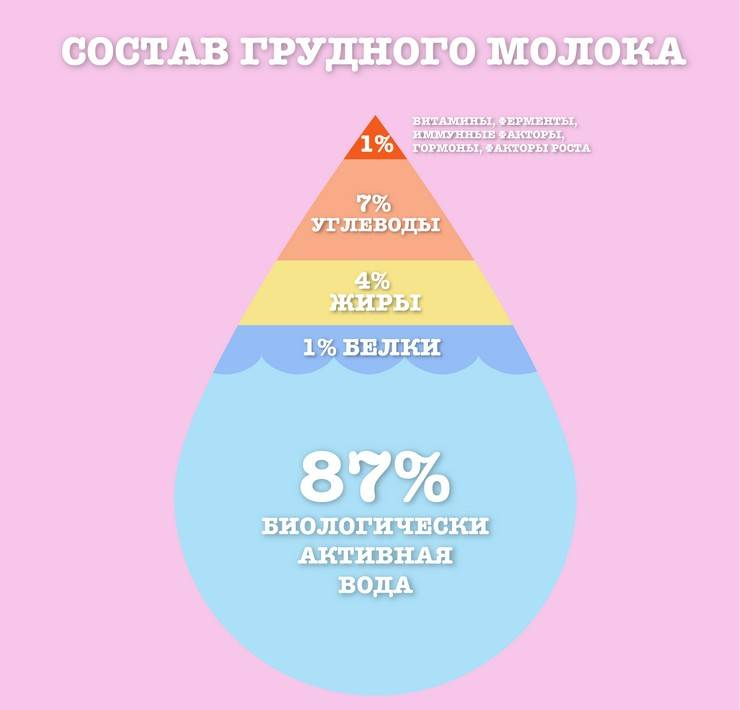 СОСТАВ ГРУДНОГО МОЛОКА
1%
ВИТАМИНЫ, ФЕРМЕНТЫ,
ИММУННЫЕ ФАКТОРЫ,
ГОРМОНЫ, ФАКТОРЫ РОСТА
7%
УГЛЕВОДЫ
4%
ЖИРЫ
1% БЕЛКИ
87%
БИОЛОГИЧЕСКИ
АКТИВНАЯ
ВОДА